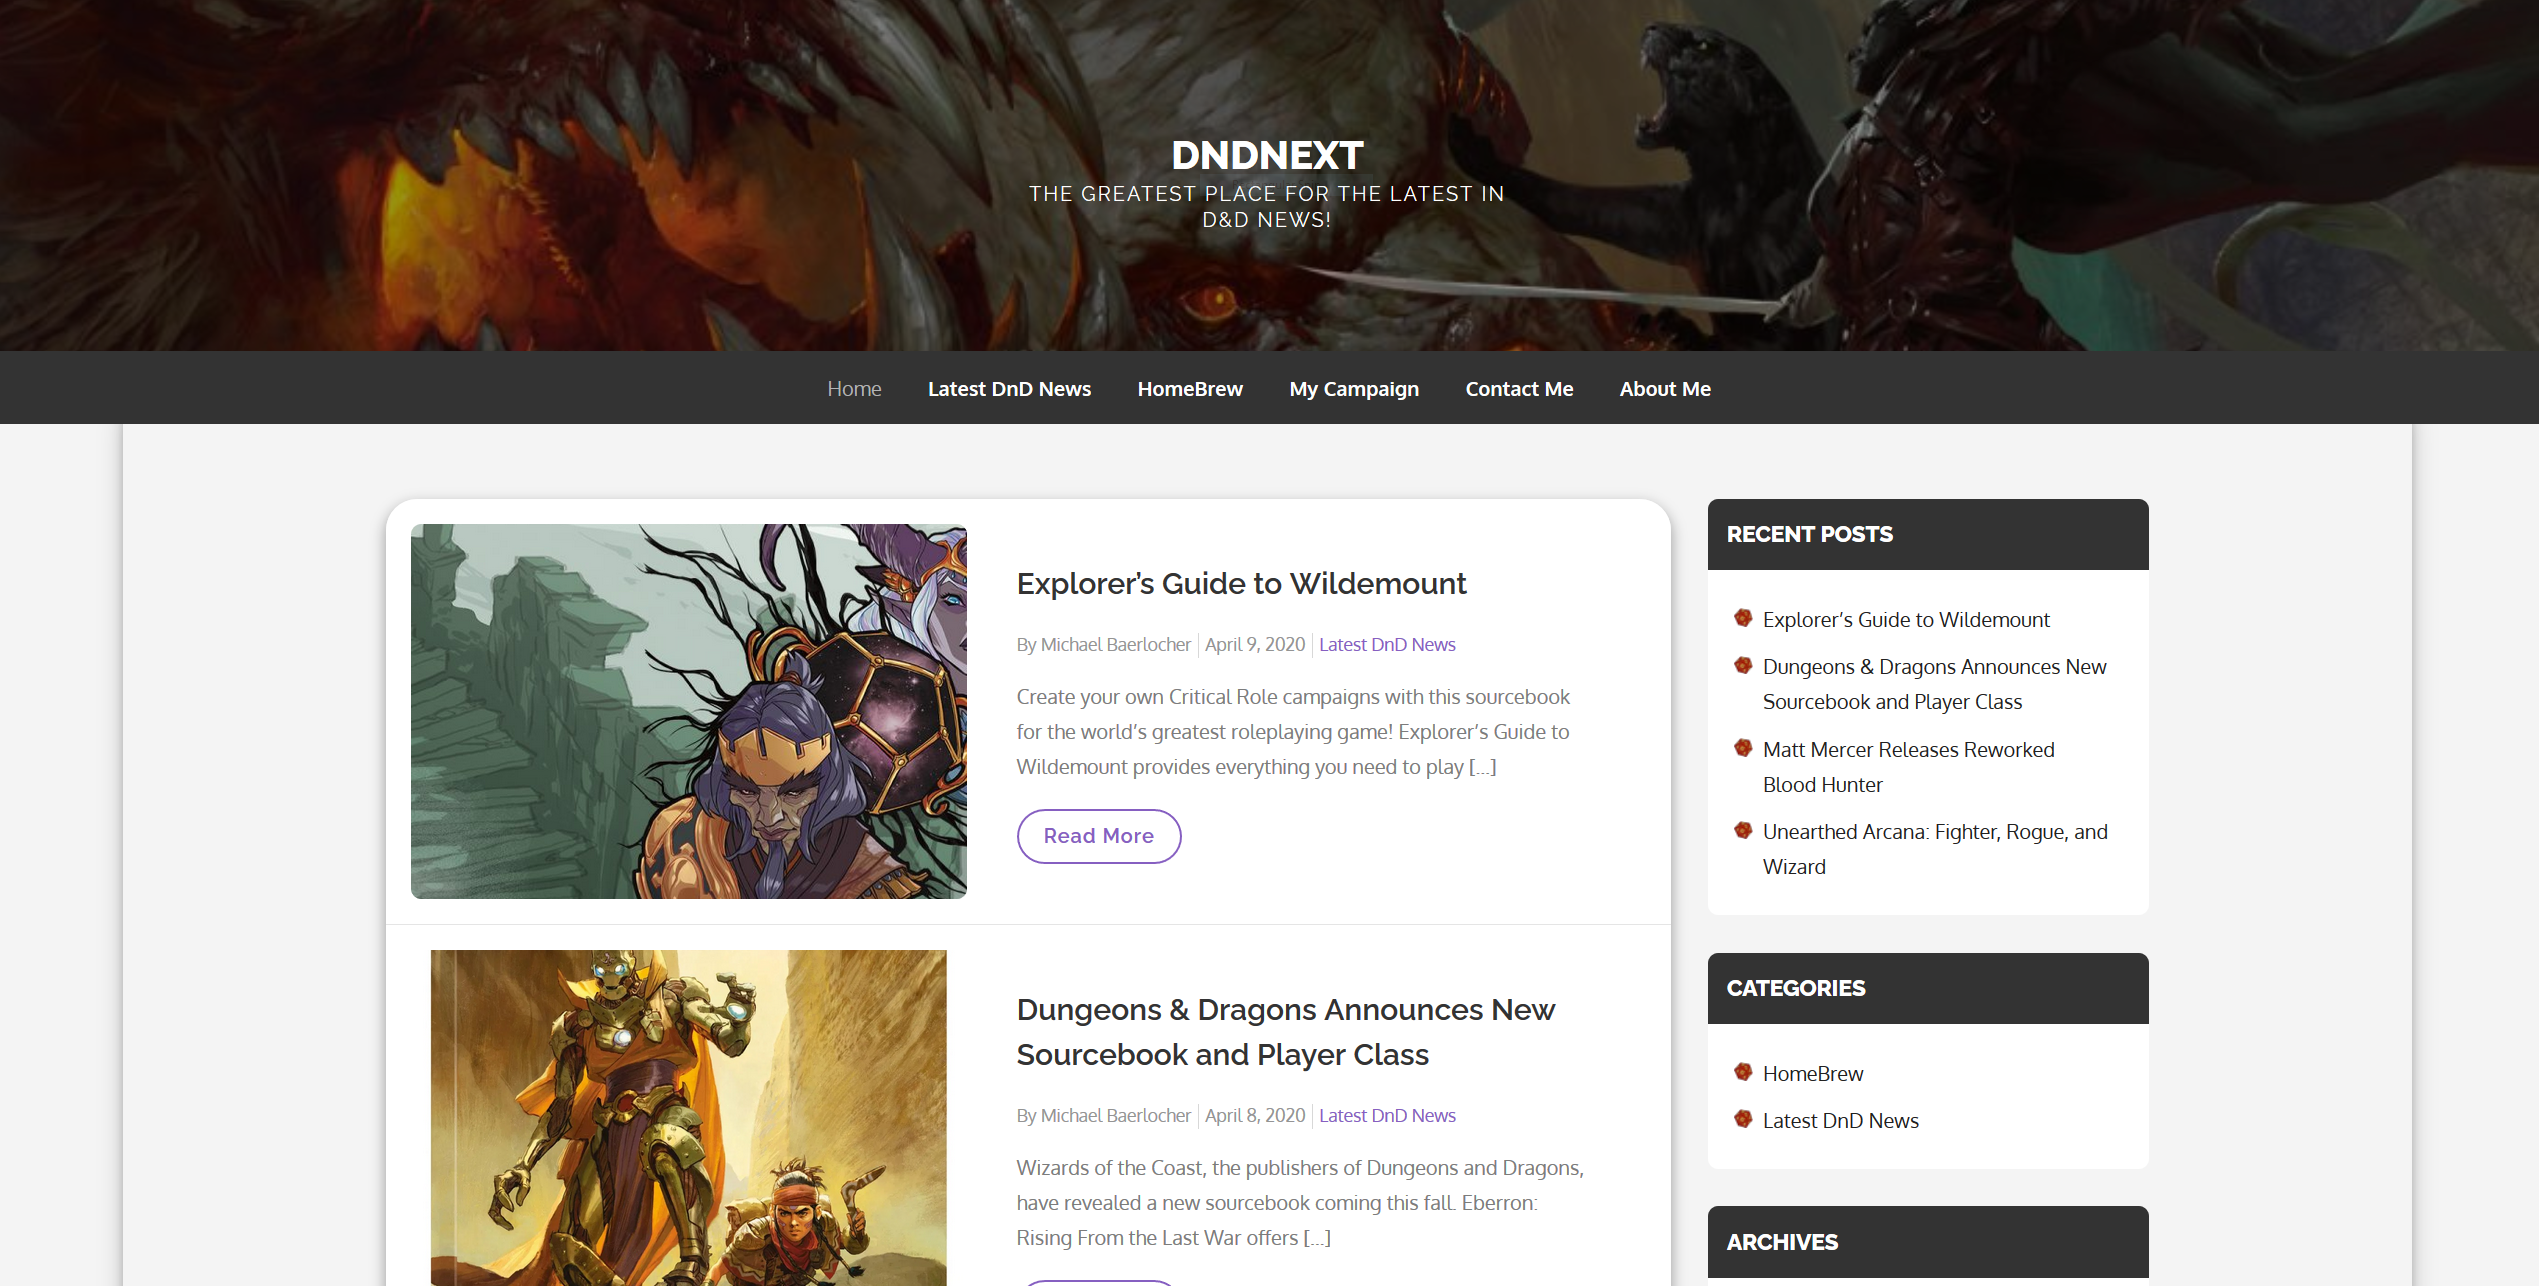 DNDNEXT
THE GREATEST PLACE FOR THE LATEST IN
D&D NEWS!
Home
Latest DnD News
HomeBrew
My Campaign
Contact Me
About Me
Explorer’s Guide to Wildemount
By Michael Baerlocher
April 9, 2020
Latest DnD News
Create your own Critical Role campaigns with this sourcebook
for the world’s greatest roleplaying game! Explorer’s Guide to
Wildemount provides everything you need to play [...]
Read More
Dungeons & Dragons Announces New
Sourcebook and Player Class
By Michael Baerlocher
April 8, 2020
Latest DnD News
Wizards of the Coast, the publishers of Dungeons and Dragons,
have revealed a new sourcebook coming this fall. Eberron:
Rising From the Last War offers [...]
RECENT POSTS
Explorer’s Guide to Wildemount
Dungeons & Dragons Announces New
Sourcebook and Player Class
Matt Mercer Releases Reworked
Blood Hunter
Unearthed Arcana: Fighter, Rogue, and
Wizard
CATEGORIES
HomeBrew
Latest DnD News
ARCHIVES